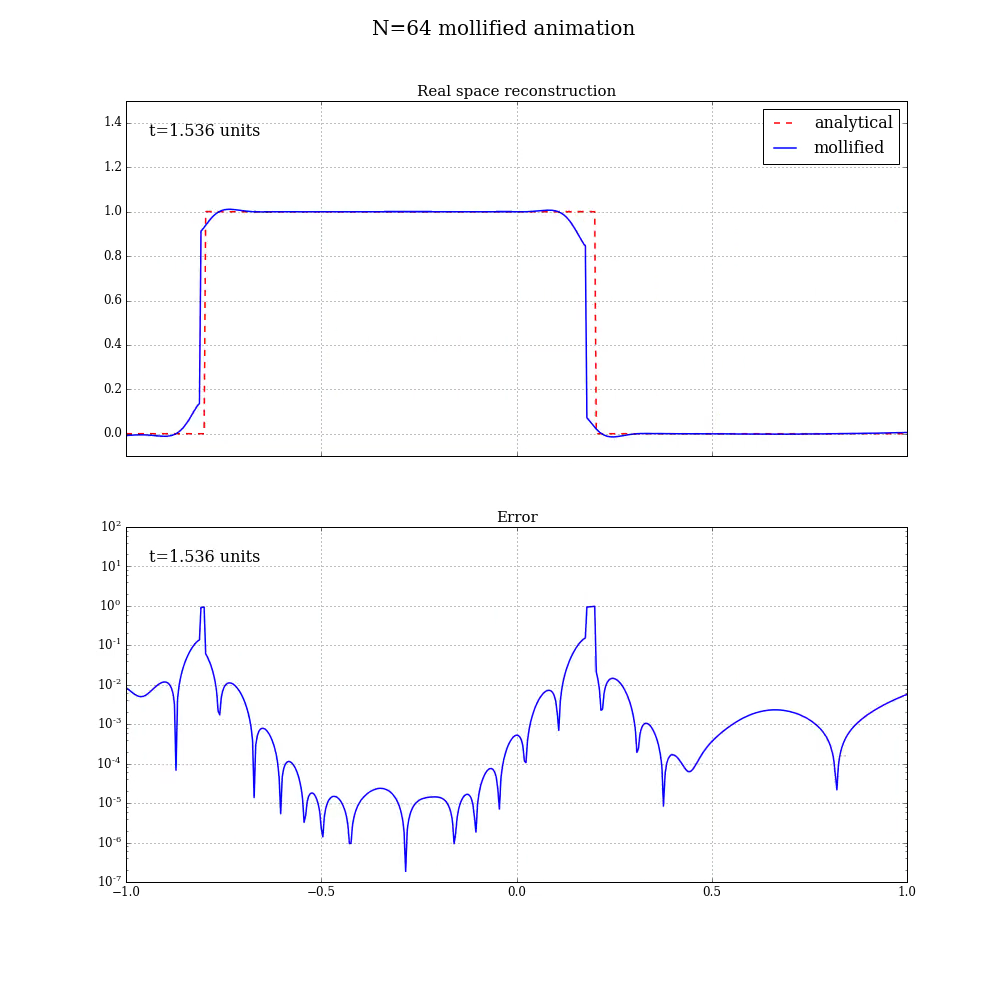 N=64 mollified animation
Real space reconstruction
t=1.536 units
analytical
mollified
1.4
1.2
1.0
0.8
0.6
0.4
0.2
0.0
Error
t=1.536 units
10²
10¹
10⁰
10⁻¹
10⁻²
10⁻³
10⁻⁴
10⁻⁵
10⁻⁶
10⁻⁷
−1.0 −0.5 0.0 0.5 1.0